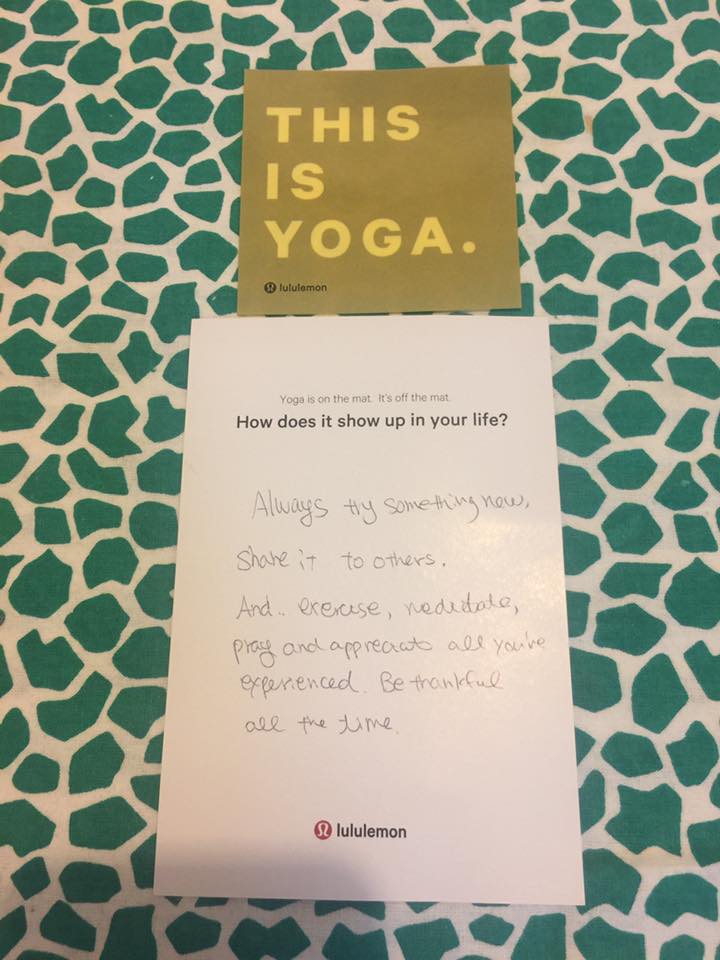 THIS
IS
YOGA.
lululemon
Yoga is on the mat. It's off the mat.
How does it show up in your life?
Always try something new,
Share it to others.
And.. exercise, meditate,
pray and appreciate all you've
experienced. Be thankful
all the time.
lululemon